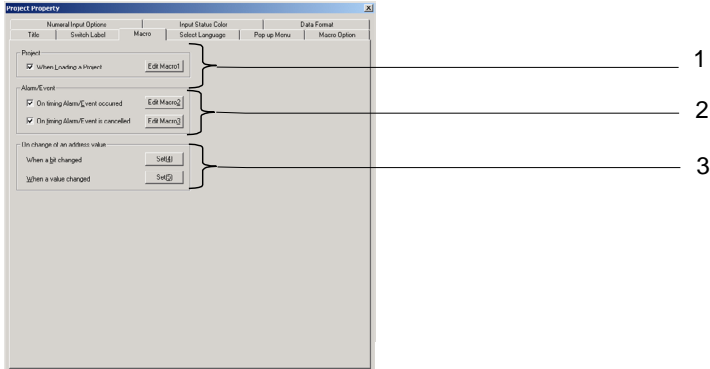 Project Property
Numeral Input Options Input Status Color Data Format
Title Switch Label Macro Select Language Pop up Menu Macro Option
Project
When Loading a Project Edit Macro1
1
Alarm/Event
On timing Alarm/Event occurred Edit Macro2
2
On timing Alarm/Event is cancelled Edit Macro3
On change of an address value
When a bit changed Set(4)
3
When a value changed Set(5)